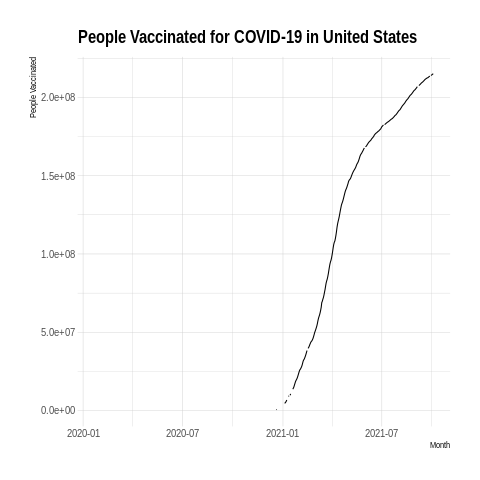 People Vaccinated for COVID-19 in United States
People Vaccinated
2.0e+08
1.5e+08
1.0e+08
5.0e+07
0.0e+00
2020-01 2020-07 2021-01 2021-07
Month